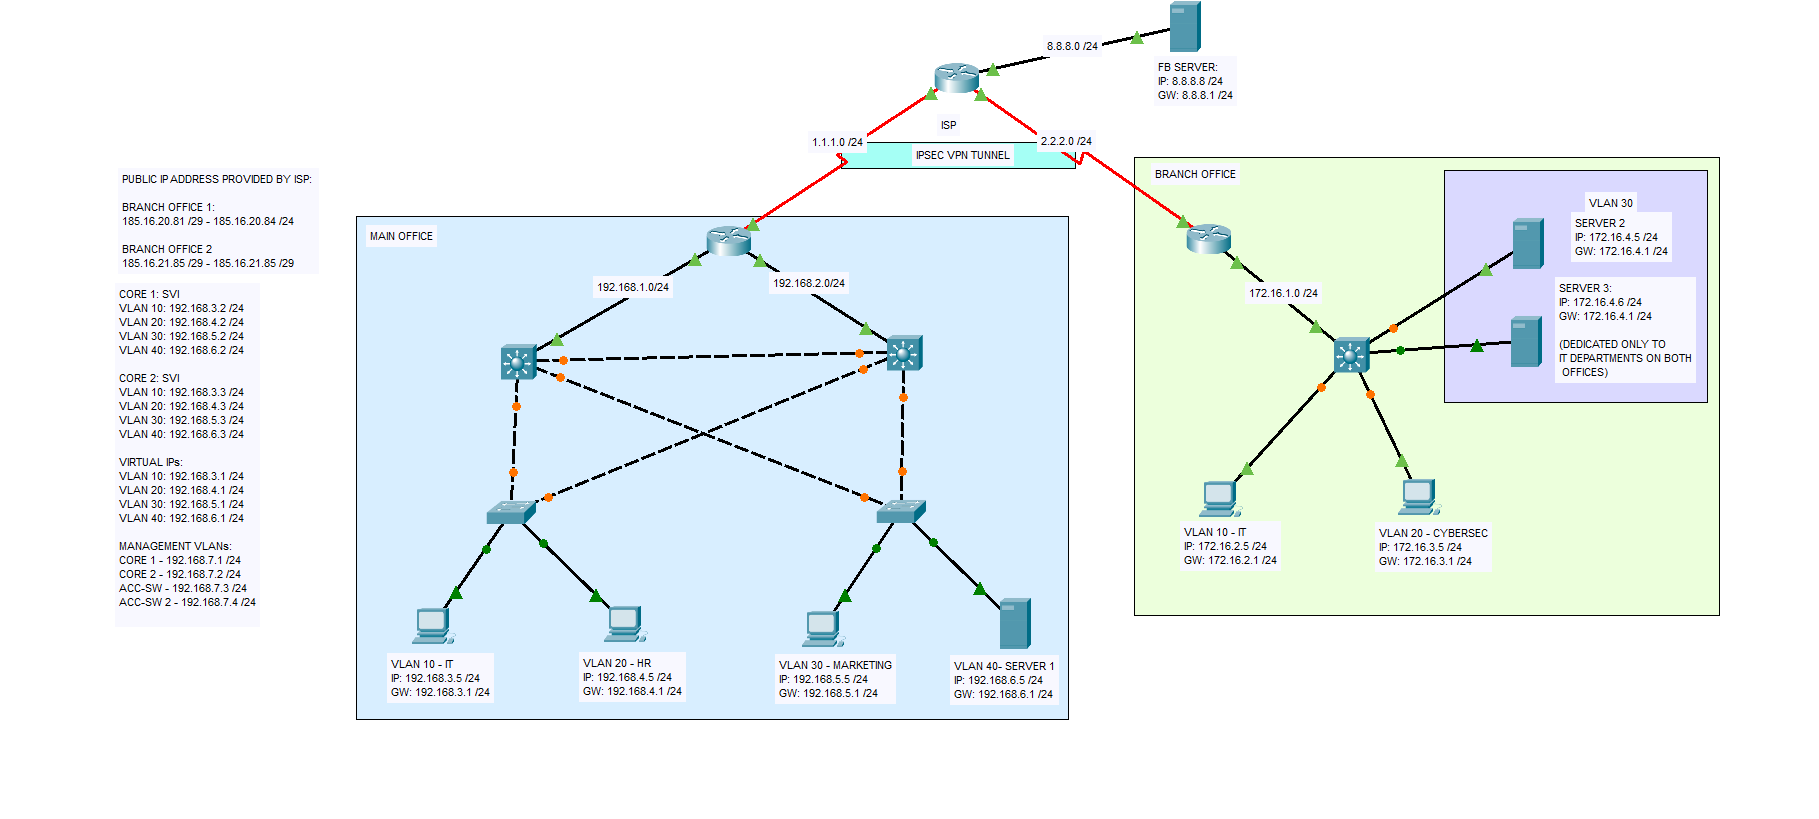 8.8.8.0 /24
FB SERVER:
IP: 8.8.8.8 /24
GW: 8.8.8.1 /24
ISP
1.1.1.0 /24
2.2.2.0 /24
IPSEC VPN TUNNEL
PUBLIC IP ADDRESS PROVIDED BY ISP:
BRANCH OFFICE 1:
185.16.20.81 /29 - 185.16.20.84 /24
BRANCH OFFICE 2
185.16.21.85 /29 - 185.16.21.85 /29
CORE 1: SVI
VLAN 10: 192.168.3.2 /24
VLAN 20: 192.168.4.2 /24
VLAN 30: 192.168.5.2 /24
VLAN 40: 192.168.6.2 /24
CORE 2: SVI
VLAN 10: 192.168.3.3 /24
VLAN 20: 192.168.4.3 /24
VLAN 30: 192.168.5.3 /24
VLAN 40: 192.168.6.3 /24
VIRTUAL IPs:
VLAN 10: 192.168.3.1 /24
VLAN 20: 192.168.4.1 /24
VLAN 30: 192.168.5.1 /24
VLAN 40: 192.168.6.1 /24
MANAGEMENT VLANs:
CORE 1 - 192.168.7.1 /24
CORE 2 - 192.168.7.2 /24
ACC-SW - 192.168.7.3 /24
ACC-SW 2 - 192.168.7.4 /24
MAIN OFFICE
192.168.1.0/24
192.168.2.0/24
VLAN 10 - IT
IP: 192.168.3.5 /24
GW: 192.168.3.1 /24
VLAN 20 - HR
IP: 192.168.4.5 /24
GW: 192.168.4.1 /24
VLAN 30 - MARKETING
IP: 192.168.5.5 /24
GW: 192.168.5.1 /24
VLAN 40- SERVER 1
IP: 192.168.6.5 /24
GW: 192.168.6.1 /24
BRANCH OFFICE
172.16.1.0 /24
VLAN 30
SERVER 2
IP: 172.16.4.5 /24
GW: 172.16.4.1 /24
SERVER 3:
IP: 172.16.4.6 /24
GW: 172.16.4.1 /24
(DEDICATED ONLY TO
IT DEPARTMENTS ON BOTH
OFFICES)
VLAN 10 - IT
IP: 172.16.2.5 /24
GW: 172.16.2.1 /24
VLAN 20 - CYBERSEC
IP: 172.16.3.5 /24
GW: 172.16.3.1 /24